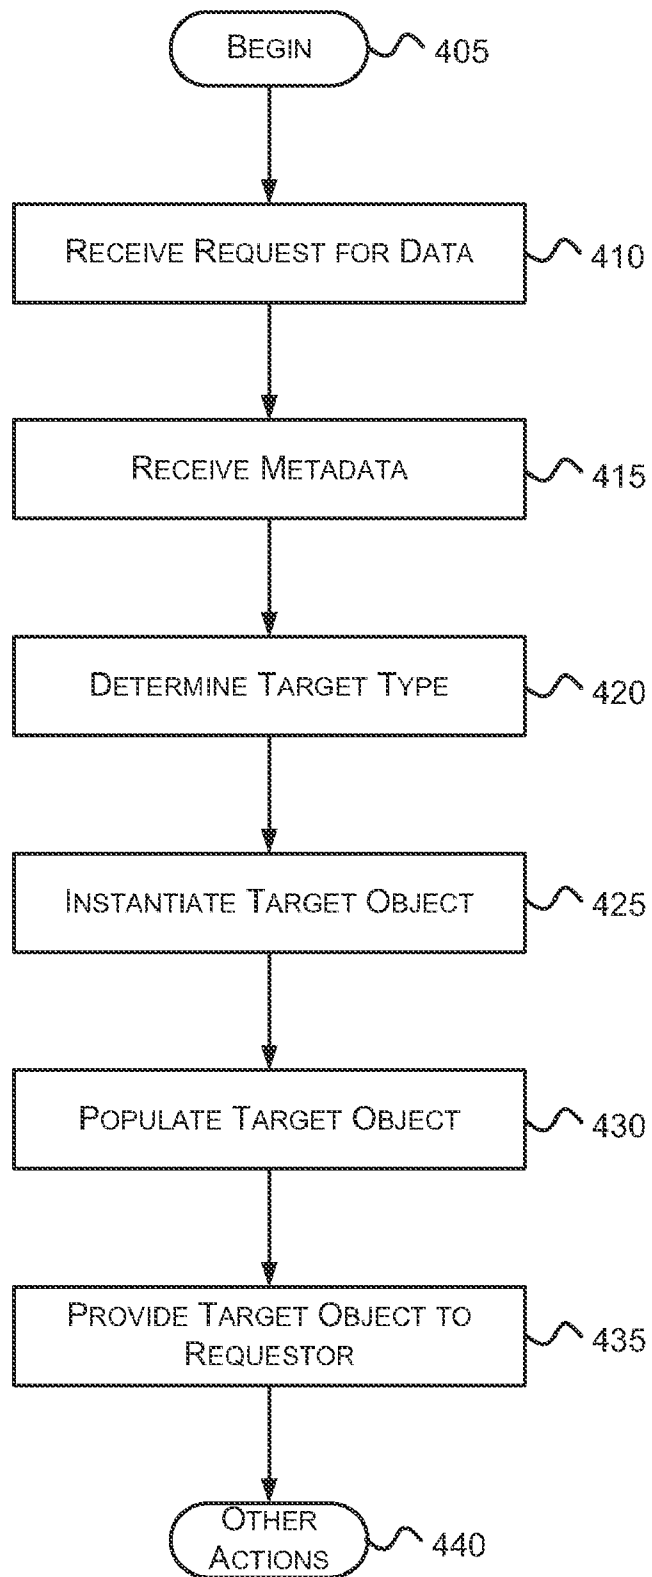 BEGIN
405
RECEIVE REQUEST FOR DATA
410
RECEIVE METADATA
415
DETERMINE TARGET TYPE
420
INSTANTIATE TARGET OBJECT
425
POPULATE TARGET OBJECT
430
PROVIDE TARGET OBJECT TO
REQUESTOR
435
OTHER
ACTIONS
440